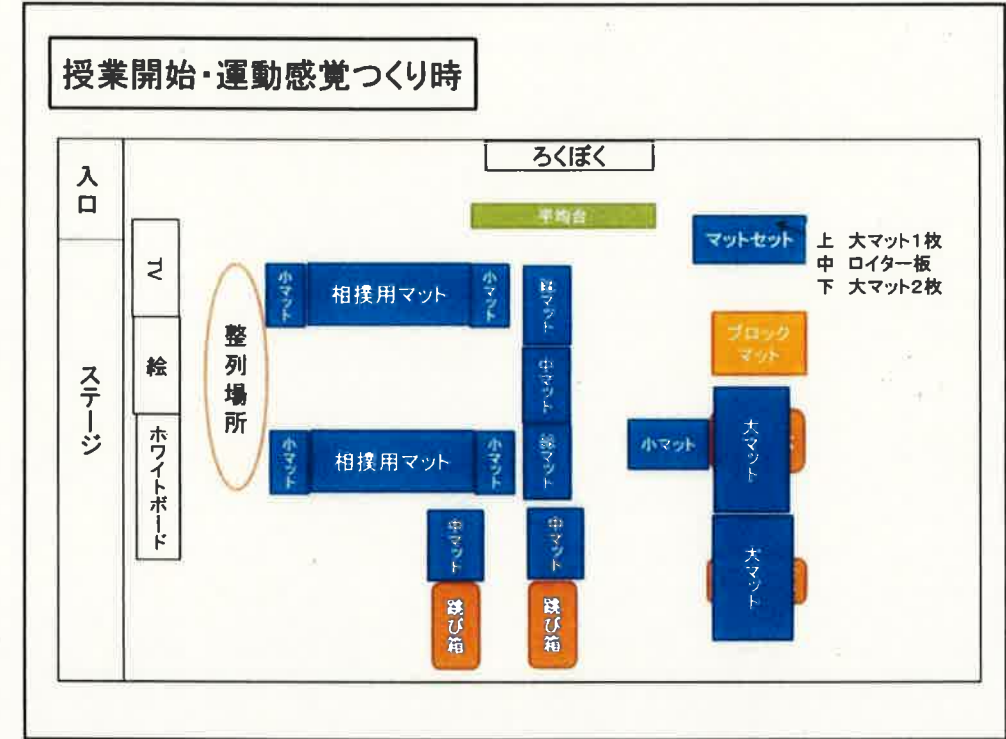 授業開始・運動感覚つくり時
入口
ろくぼく
平均台
マットセット
上 大マット1枚
中 ロイター板
下 大マット2枚
TV
絵
ホワイトボード
ステージ
整列場所
小マット
相撲用マット
小マット
マット
中マット
マット
ブロック
マット
小マット
相撲用マット
小マット
小マット
大マット
大マット
中マット
中マット
跳び箱
跳び箱